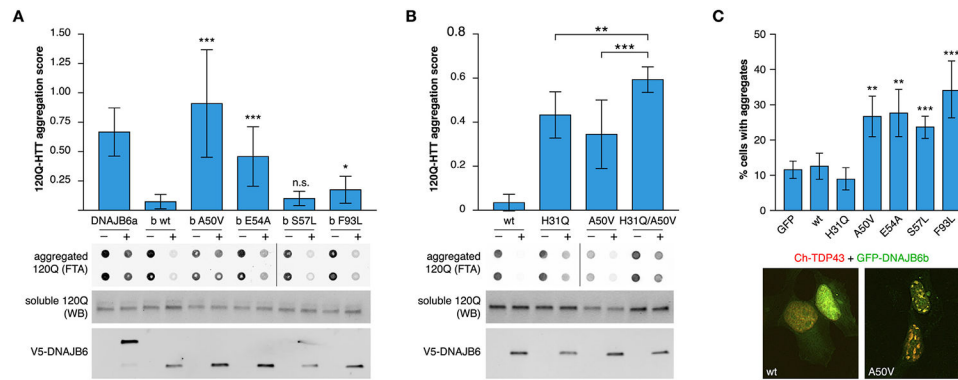 A
120Q-HTT aggregation score
1.50
1.25
1.00
0.75
0.50
0.25
***
***
n.s.
*
DNAJB6a b wt b A50V b E54A b S57L b F93L
− + − + − + − + − + − +
aggregated
120Q (FTA)
soluble 120Q
(WB)
V5-DNAJB6
B
120Q-HTT aggregation score
0.8
0.6
0.4
0.2
0
**
***
wt H31Q A50V H31Q/A50V
− + − + − + − +
aggregated
120Q (FTA)
soluble 120Q
(WB)
V5-DNAJB6
C
% cells with aggregates
50
40
30
20
10
0
**
**
***
***
GFP wt H31Q A50V E54A S57L F93L
Ch-TDP43 + GFP-DNAJB6b
wt
A50V